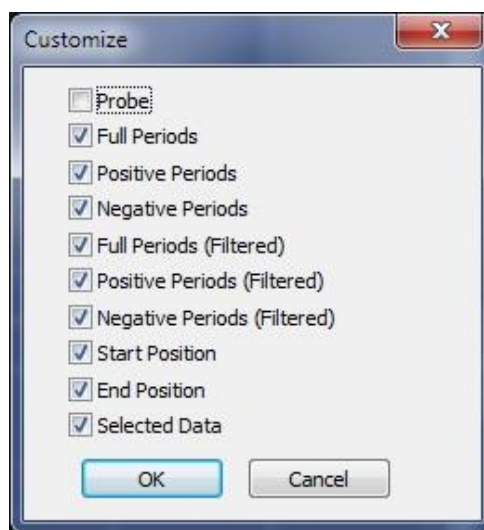 Customize
Probe
Full Periods
Positive Periods
Negative Periods
Full Periods (Filtered)
Positive Periods (Filtered)
Negative Periods (Filtered)
Start Position
End Position
Selected Data
OK Cancel